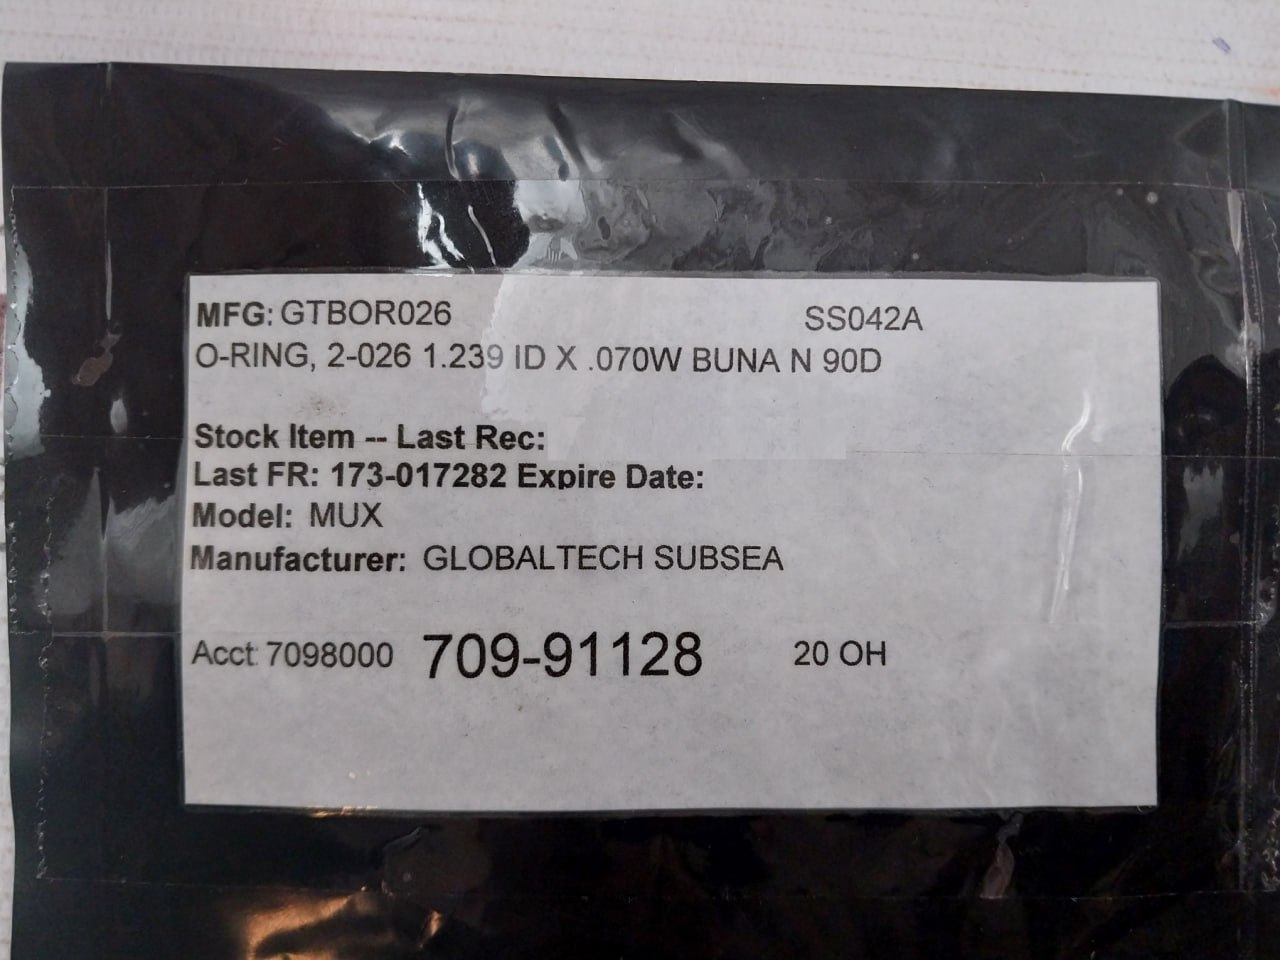 MFG: GTBOR026 SS042A
O-RING, 2-026 1.239 ID X .070W BUNA N 90D
Stock Item -- Last Rec:
Last FR: 173-017282 Expire Date:
Model: MUX
Manufacturer: GLOBALTECH SUBSEA
Acct: 7098000 709-91128 20 OH